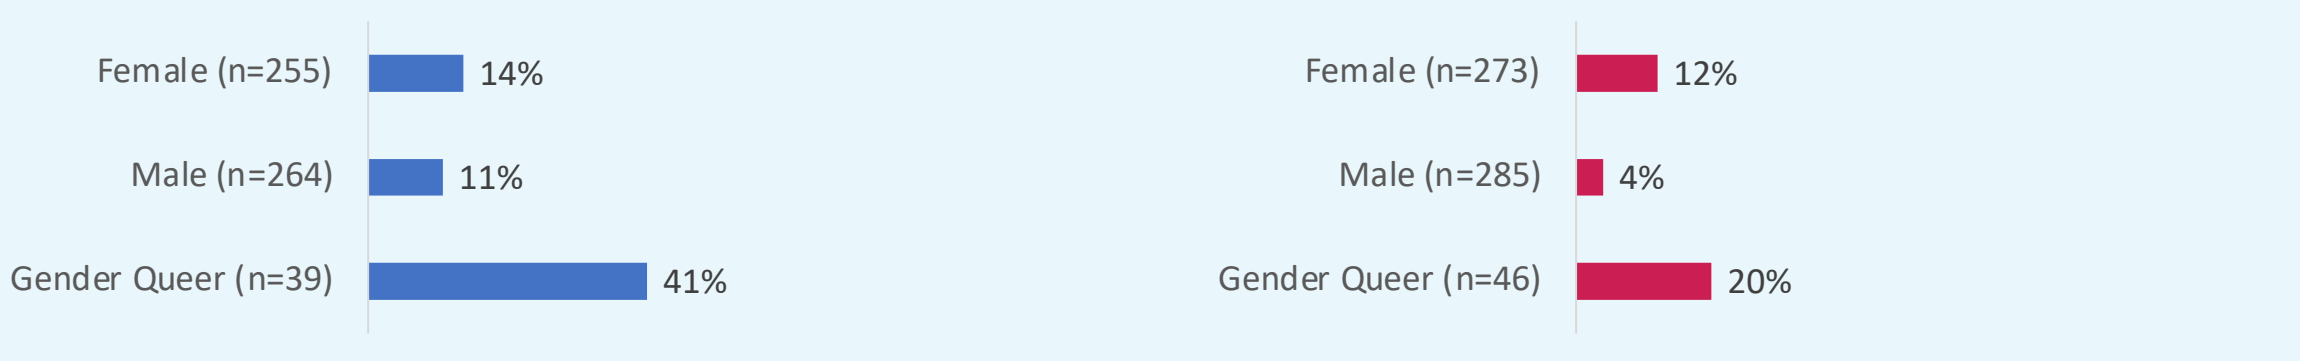 Female (n=255) 14%
Male (n=264) 11%
Gender Queer (n=39) 41%
Female (n=273) 12%
Male (n=285) 4%
Gender Queer (n=46) 20%